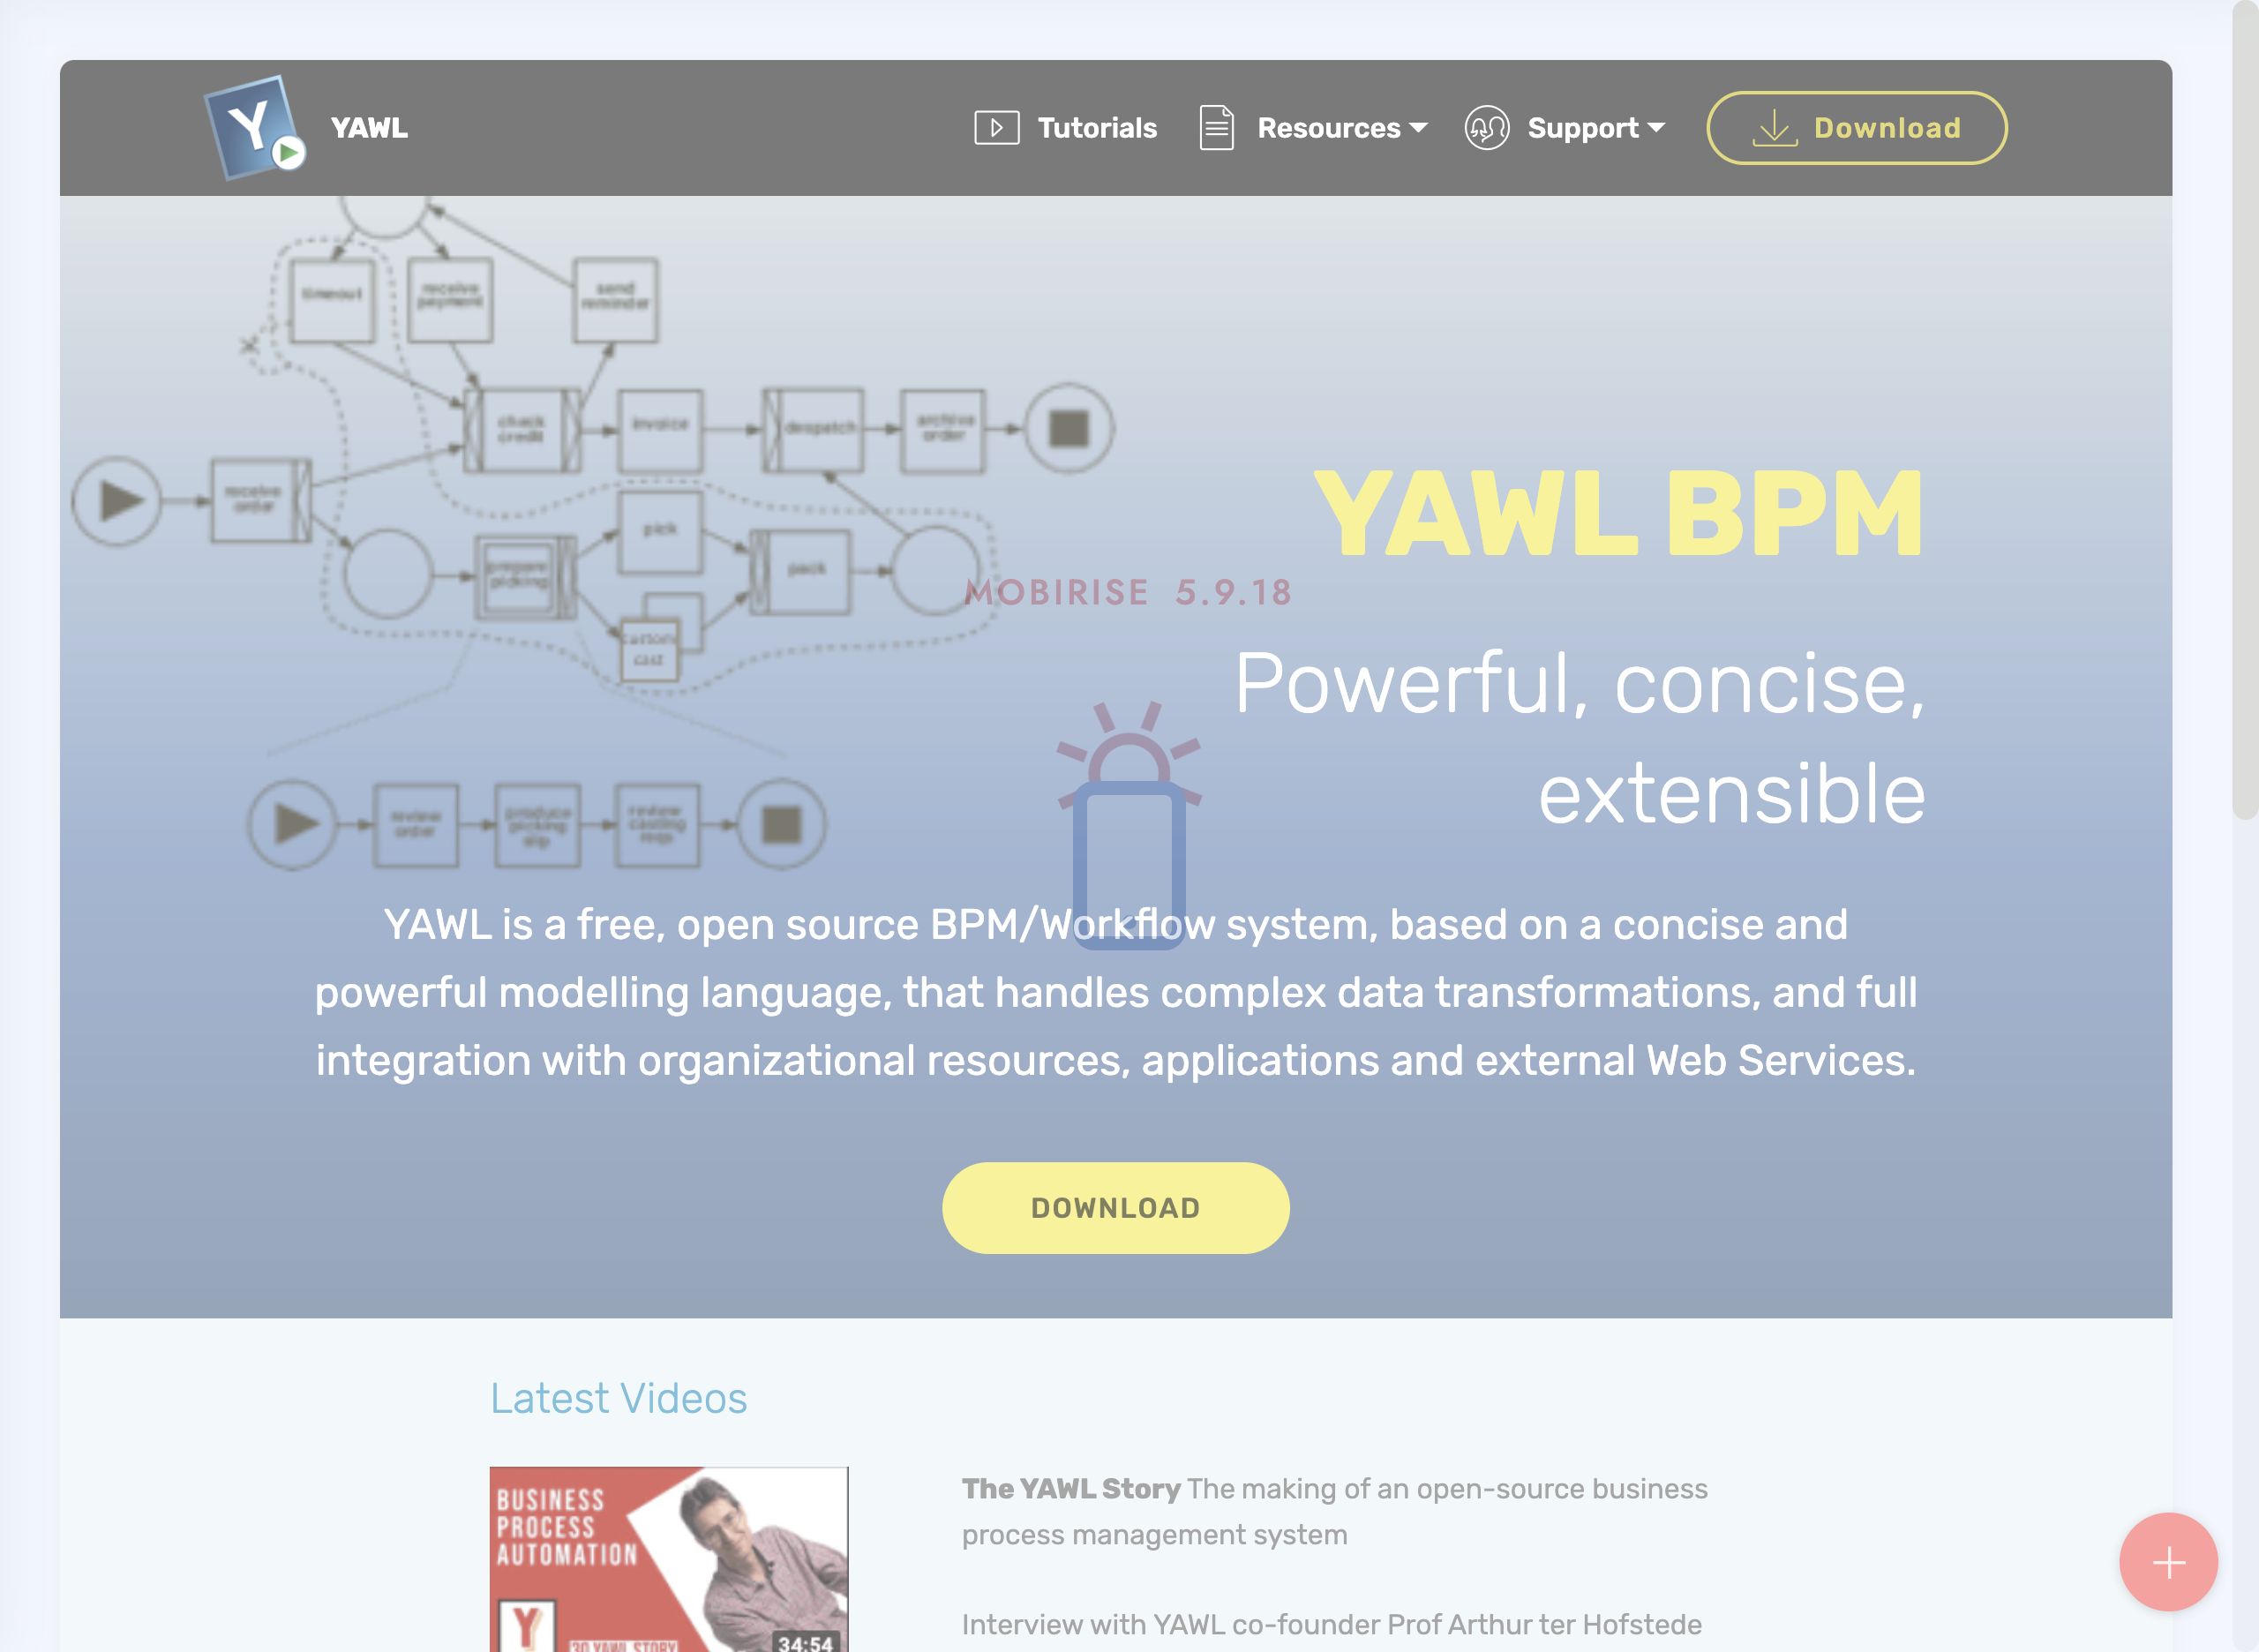 Y
YAWL
Tutorials
Resources
Support
Download
timeout
receive
payment
send
reminder
check
credit
invoice
despatch
archive
order
receive
order
pick
prepare
picking
pack
custom
cast
YAWL BPM
MOBIRISE 5.9.18
Powerful, concise,
extensible
review
order
produce
picking
slip
review
casting
reqs
YAWL is a free, open source BPM/Workflow system, based on a concise and
powerful modelling language, that handles complex data transformations, and full
integration with organizational resources, applications and external Web Services.
DOWNLOAD
Latest Videos
BUSINESS
PROCESS
AUTOMATION
Y
YAWL STORY
34:54
The YAWL Story The making of an open-source business
process management system
Interview with YAWL co-founder Prof Arthur ter Hofstede